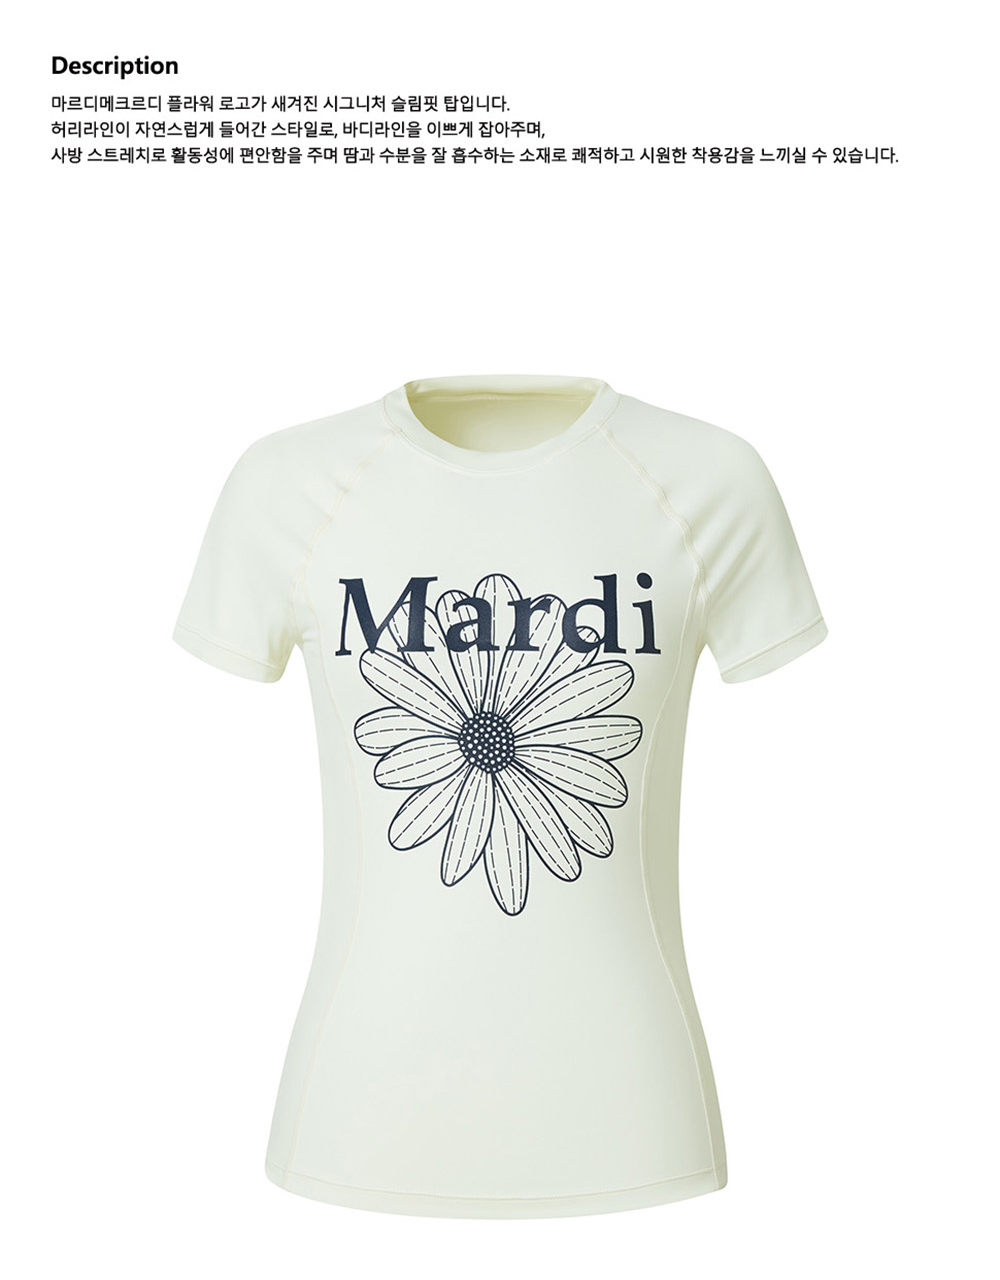 Description
마르디메크르디 플라워 로고가 새겨진 시그니처 슬림핏 탑입니다.
허리라인이 자연스럽게 들어간 스타일로, 바디라인을 이쁘게 잡아주며,
사방 스트레치로 활동성에 편안함을 주며 땀과 수분을 잘 흡수하는 소재로 쾌적하고 시원한 착용감을 느끼실 수 있습니다.
Mardi